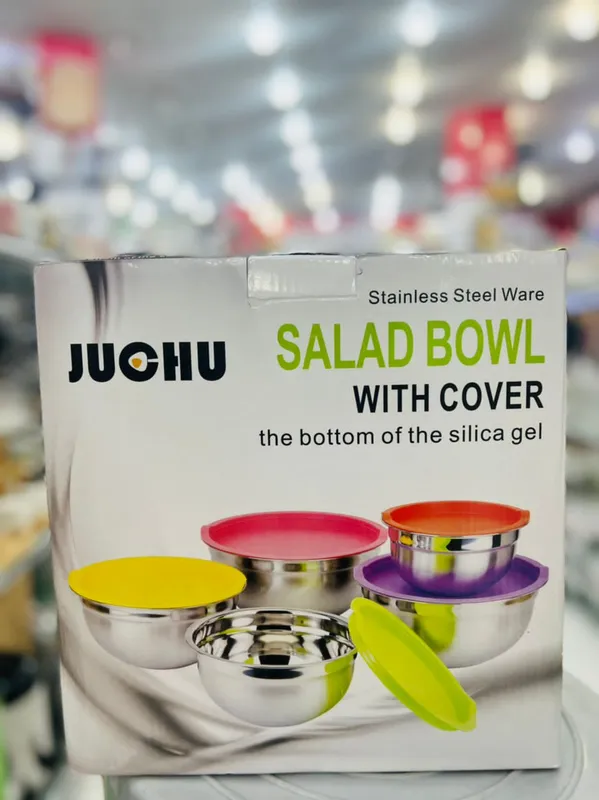 Stainless Steel Ware
JUCHU
SALAD BOWL
WITH COVER
the bottom of the silica gel